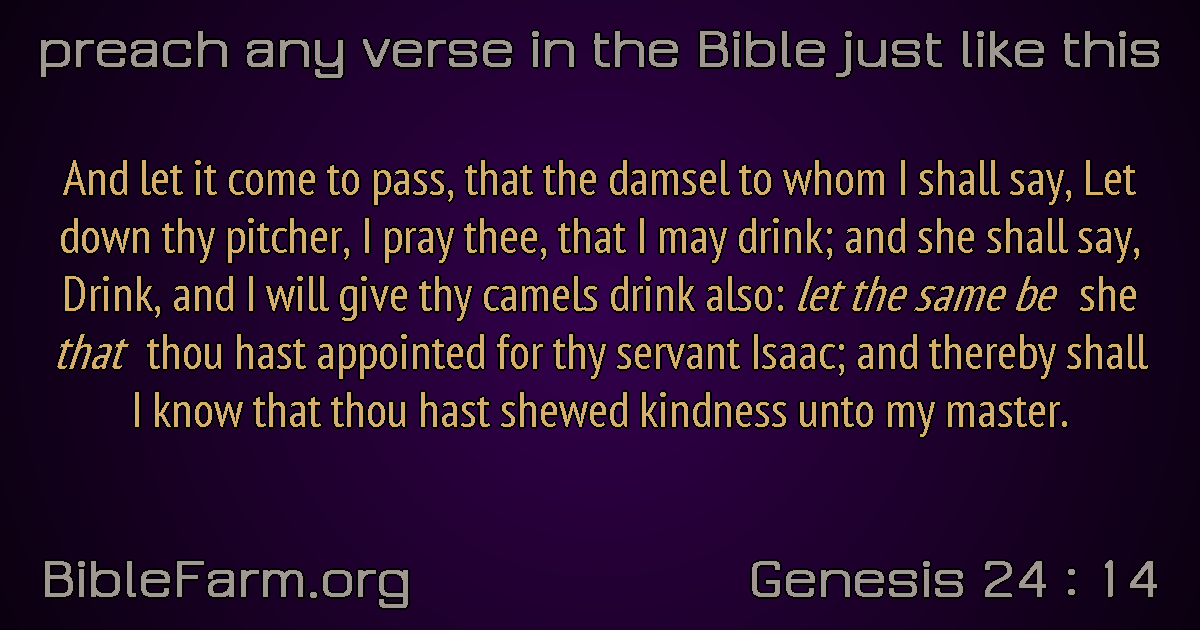 preach any verse in the Bible just like this
And let it come to pass, that the damsel to whom I shall say, Let
down thy pitcher, I pray thee, that I may drink; and she shall say,
Drink, and I will give thy camels drink also: let the same be she
that thou hast appointed for thy servant Isaac; and thereby shall
I know that thou hast shewed kindness unto my master.
BibleFarm.org
Genesis 24 : 14